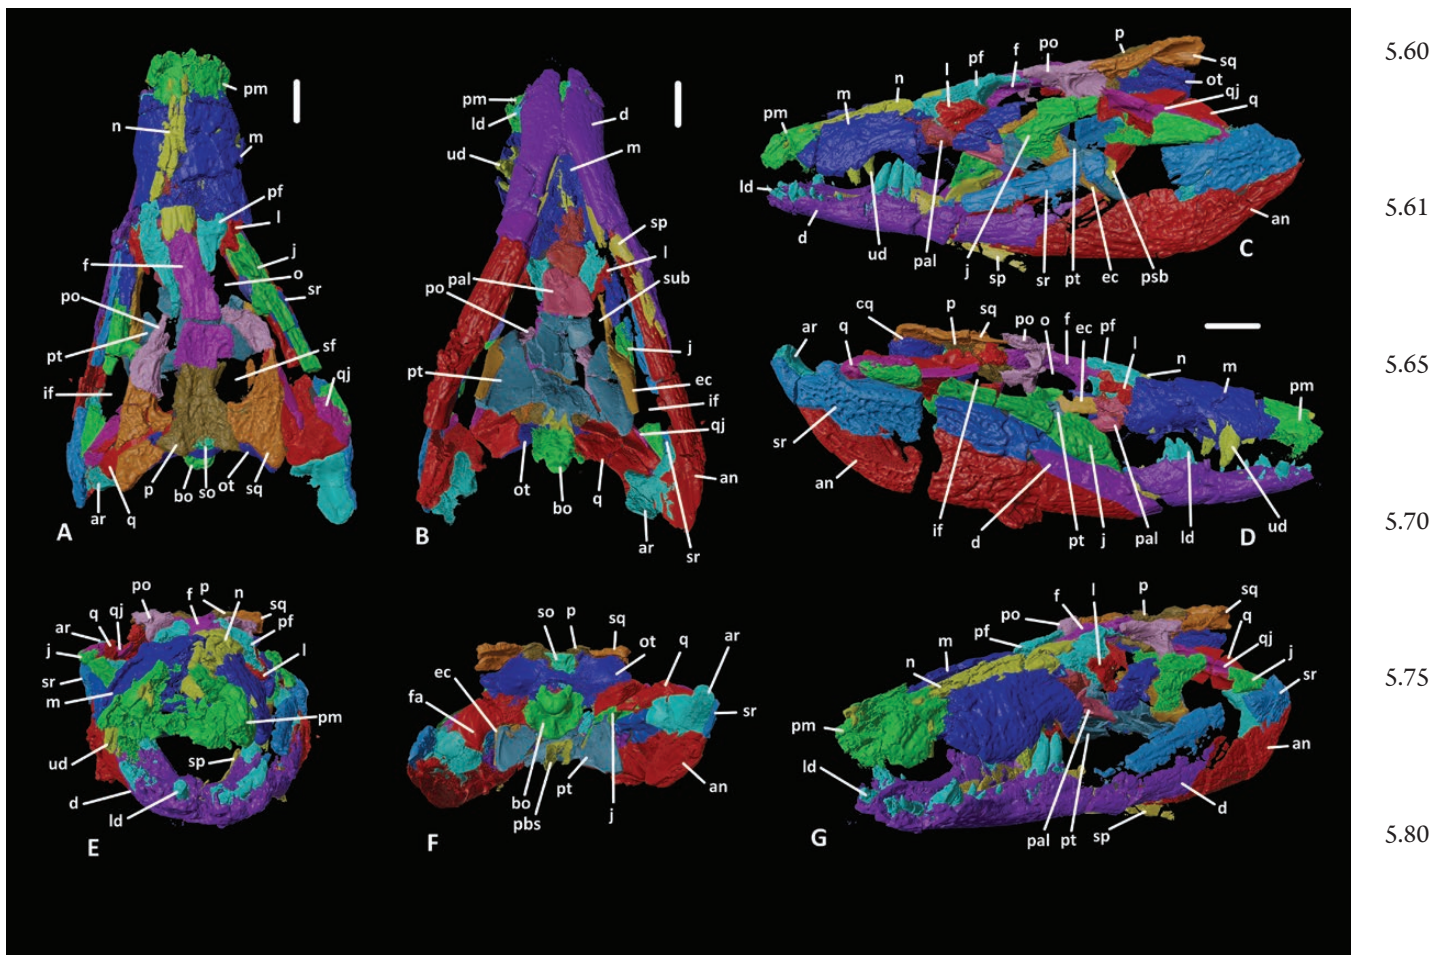 pm
n
m
pf
l
j
f
o
sr
po
pt
sf
if
qj
p
bo
so
ot
sq
ar
q
A
pm
ld
d
ud
m
sp
l
pal
sub
po
j
pt
ec
if
qj
ot
bo
q
an
ar
sr
B
p
po
f
pf
l
n
m
pm
sq
ot
qj
q
ld
d
ud
pal
j
sp
sr
pt
ec
psb
an
C
cq
p
sq
po
o
f
ec
pf
l
n
m
pm
ar
q
sr
an
if
d
pt
j
pal
ld
ud
D
po
f
p
n
sq
q
qj
pf
ar
j
l
sr
m
pm
ud
sp
d
ld
E
so
p
sq
ot
q
ar
ec
fa
sr
bo
pbs
pt
j
an
F
l
p
f
sq
po
pf
q
m
qj
n
j
sr
pm
an
ld
d
pal
pt
sp
G
5.60
5.61
5.65
5.70
5.75
5.80